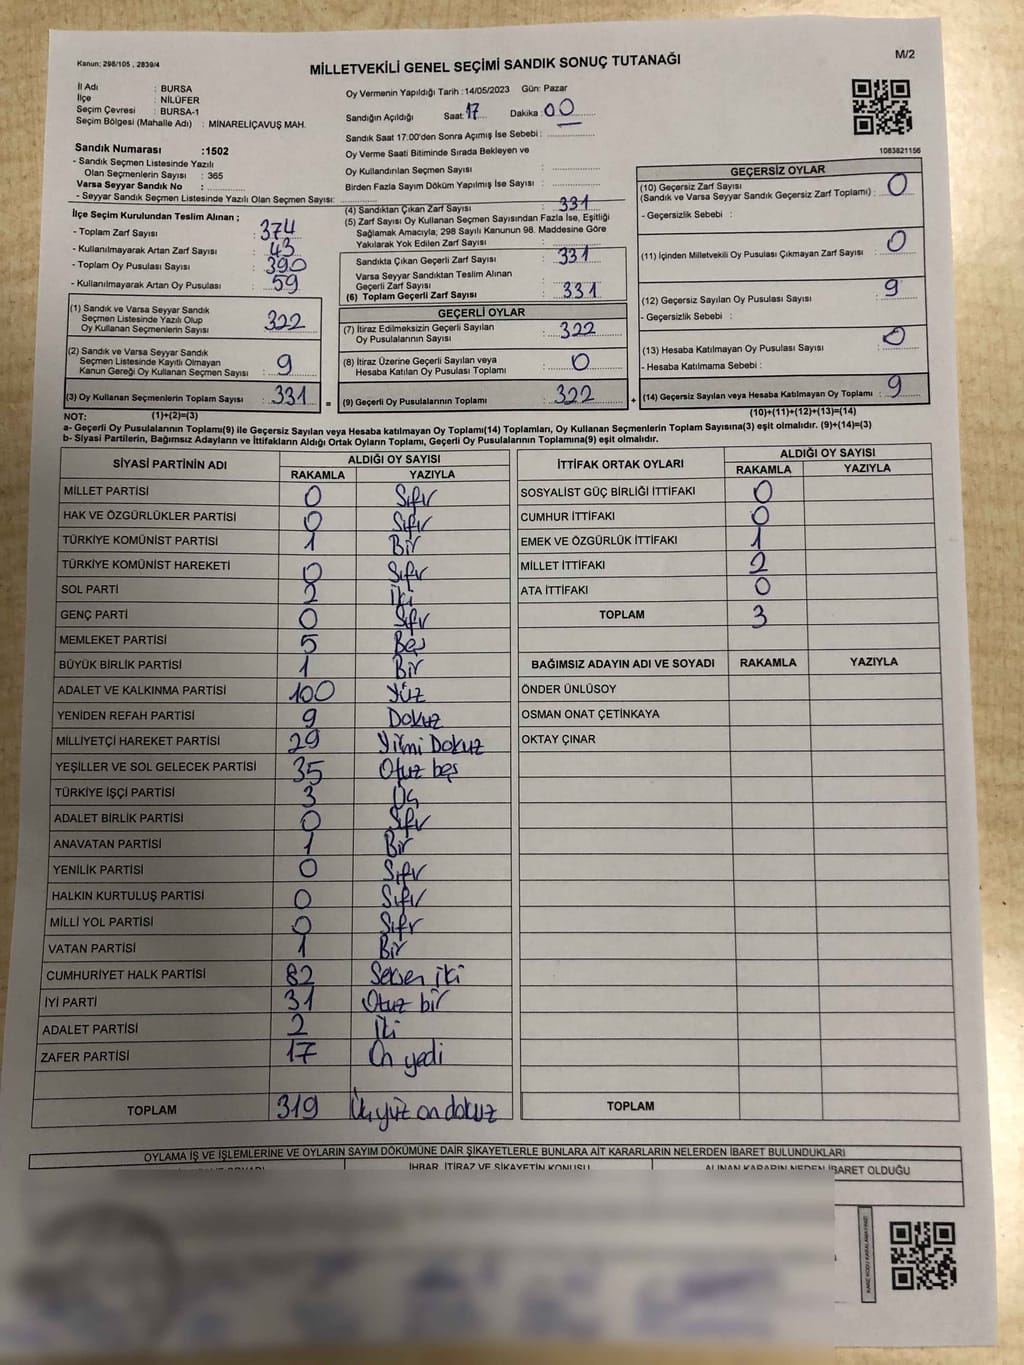 Kanun: 298/105 , 2839/4
M/2
MİLLETVEKİLİ GENEL SEÇİMİ SANDIK SONUÇ TUTANAĞI
İl Adı : BURSA
İlçe : NİLÜFER
Seçim Çevresi : BURSA-1
Seçim Bölgesi (Mahalle Adı) : MİNARELİÇAVUŞ MAH.
Oy Vermenin Yapıldığı Tarih :14/05/2023 Gün: Pazar
Sandığın Açıldığı Saat: 17 Dakika : 00
Sandık Saat 17:00'den Sonra Açımış İse Sebebi :
Oy Verme Saati Bitiminde Sırada Bekleyen ve
Oy Kullandırılan Seçmen Sayısı :
Birden Fazla Sayım Döküm Yapılmış İse Sayısı :
1083821156
Sandık Numarası :1502
- Sandık Seçmen Listesinde Yazılı
Olan Seçmenlerin Sayısı : 365
Varsa Seyyar Sandık No :
- Seyyar Sandık Seçmen Listesinde Yazılı Olan Seçmen Sayısı:
İlçe Seçim Kurulundan Teslim Alınan ;
- Toplam Zarf Sayısı : 374
- Kullanılmayarak Artan Zarf Sayısı : 43
- Toplam Oy Pusulası Sayısı : 390
- Kullanılmayarak Artan Oy Pusulası : 59
(1) Sandık ve Varsa Seyyar Sandık
Seçmen Listesinde Yazılı Olup
Oy Kullanan Seçmenlerin Sayısı : 322
(2) Sandık ve Varsa Seyyar Sandık
Seçmen Listesinde Kayıtlı Olmayan
Kanun Gereği Oy Kullanan Seçmen Sayısı : 9
(3) Oy Kullanan Seçmenlerin Toplam Sayısı : 331
(4) Sandıktan Çıkan Zarf Sayısı : 331
(5) Zarf Sayısı Oy Kullanan Seçmen Sayısından Fazla İse, Eşitliği
Sağlamak Amacıyla; 298 Sayılı Kanunun 98. Maddesine Göre
Yakılarak Yok Edilen Zarf Sayısı :
Sandıkta Çıkan Geçerli Zarf Sayısı : 331
Varsa Seyyar Sandıktan Teslim Alınan
Geçerli Zarf Sayısı :
(6) Toplam Geçerli Zarf Sayısı : 331
GEÇERLİ OYLAR
(7) İtiraz Edilmeksizin Geçerli Sayılan
Oy Pusulalarının Sayısı : 322
(8) İtiraz Üzerine Geçerli Sayılan veya
Hesaba Katılan Oy Pusulası Toplamı : 0
= (9) Geçerli Oy Pusulalarının Toplamı : 322 +
GEÇERSİZ OYLAR
(10) Geçersiz Zarf Sayısı
(Sandık ve Varsa Seyyar Sandık Geçersiz Zarf Toplamı) : 0
- Geçersizlik Sebebi :
(11) İçinden Milletvekili Oy Pusulası Çıkmayan Zarf Sayısı : 0
(12) Geçersiz Sayılan Oy Pusulası Sayısı : 9
- Geçersizlik Sebebi :
(13) Hesaba Katılmayan Oy Pusulası Sayısı : 0
- Hesaba Katılmama Sebebi :
(14) Geçersiz Sayılan veya Hesaba Katılmayan Oy Toplamı : 9
NOT: (1)+(2)=(3)
(10)+(11)+(12)+(13)=(14)
a- Geçerli Oy Pusulalarının Toplamı(9) ile Geçersiz Sayılan veya Hesaba katılmayan Oy Toplamı(14) Toplamları, Oy Kullanan Seçmenlerin Toplam Sayısına(3) eşit olmalıdır. (9)+(14)=(3)
b- Siyasi Partilerin, Bağımsız Adayların ve İttifakların Aldığı Ortak Oyların Toplamı, Geçerli Oy Pusulalarının Toplamına(9) eşit olmalıdır.
SİYASİ PARTİNİN ADI ALDIĞI OY SAYISI
RAKAMLA YAZIYLA
MİLLET PARTİSİ 0 Sıfır
HAK VE ÖZGÜRLÜKLER PARTİSİ 0 Sıfır
TÜRKİYE KOMÜNİST PARTİSİ 1 Bir
TÜRKİYE KOMÜNİST HAREKETİ 0 Sıfır
SOL PARTİ 2 İki
GENÇ PARTİ 0 Sıfır
MEMLEKET PARTİSİ 5 Beş
BÜYÜK BİRLİK PARTİSİ 1 Bir
ADALET VE KALKINMA PARTİSİ 100 Yüz
YENİDEN REFAH PARTİSİ 9 Dokuz
MİLLİYETÇİ HAREKET PARTİSİ 29 Yirmi Dokuz
YEŞİLLER VE SOL GELECEK PARTİSİ 35 Otuz beş
TÜRKİYE İŞÇİ PARTİSİ 3 Üç
ADALET BİRLİK PARTİSİ 0 Sıfır
ANAVATAN PARTİSİ 1 Bir
YENİLİK PARTİSİ 0 Sıfır
HALKIN KURTULUŞ PARTİSİ 0 Sıfır
MİLLİ YOL PARTİSİ 0 Sıfır
VATAN PARTİSİ 1 Bir
CUMHURİYET HALK PARTİSİ 82 Seksen iki
İYİ PARTİ 31 Otuz bir
ADALET PARTİSİ 2 İki
ZAFER PARTİSİ 17 On yedi
TOPLAM 319 Üçyüz on dokuz
İTTİFAK ORTAK OYLARI ALDIĞI OY SAYISI
RAKAMLA YAZIYLA
SOSYALİST GÜÇ BİRLİĞİ İTTİFAKI 0
CUMHUR İTTİFAKI 0
EMEK VE ÖZGÜRLÜK İTTİFAKI 1
MİLLET İTTİFAKI 2
ATA İTTİFAKI 0
TOPLAM 3
BAĞIMSIZ ADAYIN ADI VE SOYADI RAKAMLA YAZIYLA
ÖNDER ÜNLÜSOY
OSMAN ONAT ÇETİNKAYA
OKTAY ÇINAR
TOPLAM
OYLAMA İŞ VE İŞLEMLERİNE VE OYLARIN SAYIM DÖKÜMÜNE DAİR ŞİKAYETLERLE BUNLARA AİT KARARLARIN NELERDEN İBARET BULUNDUKLARI
İHBAR, İTİRAZ VE ŞİKAYETİN KONUSU ALINAN KARARIN NEDEN İBARET OLDUĞU